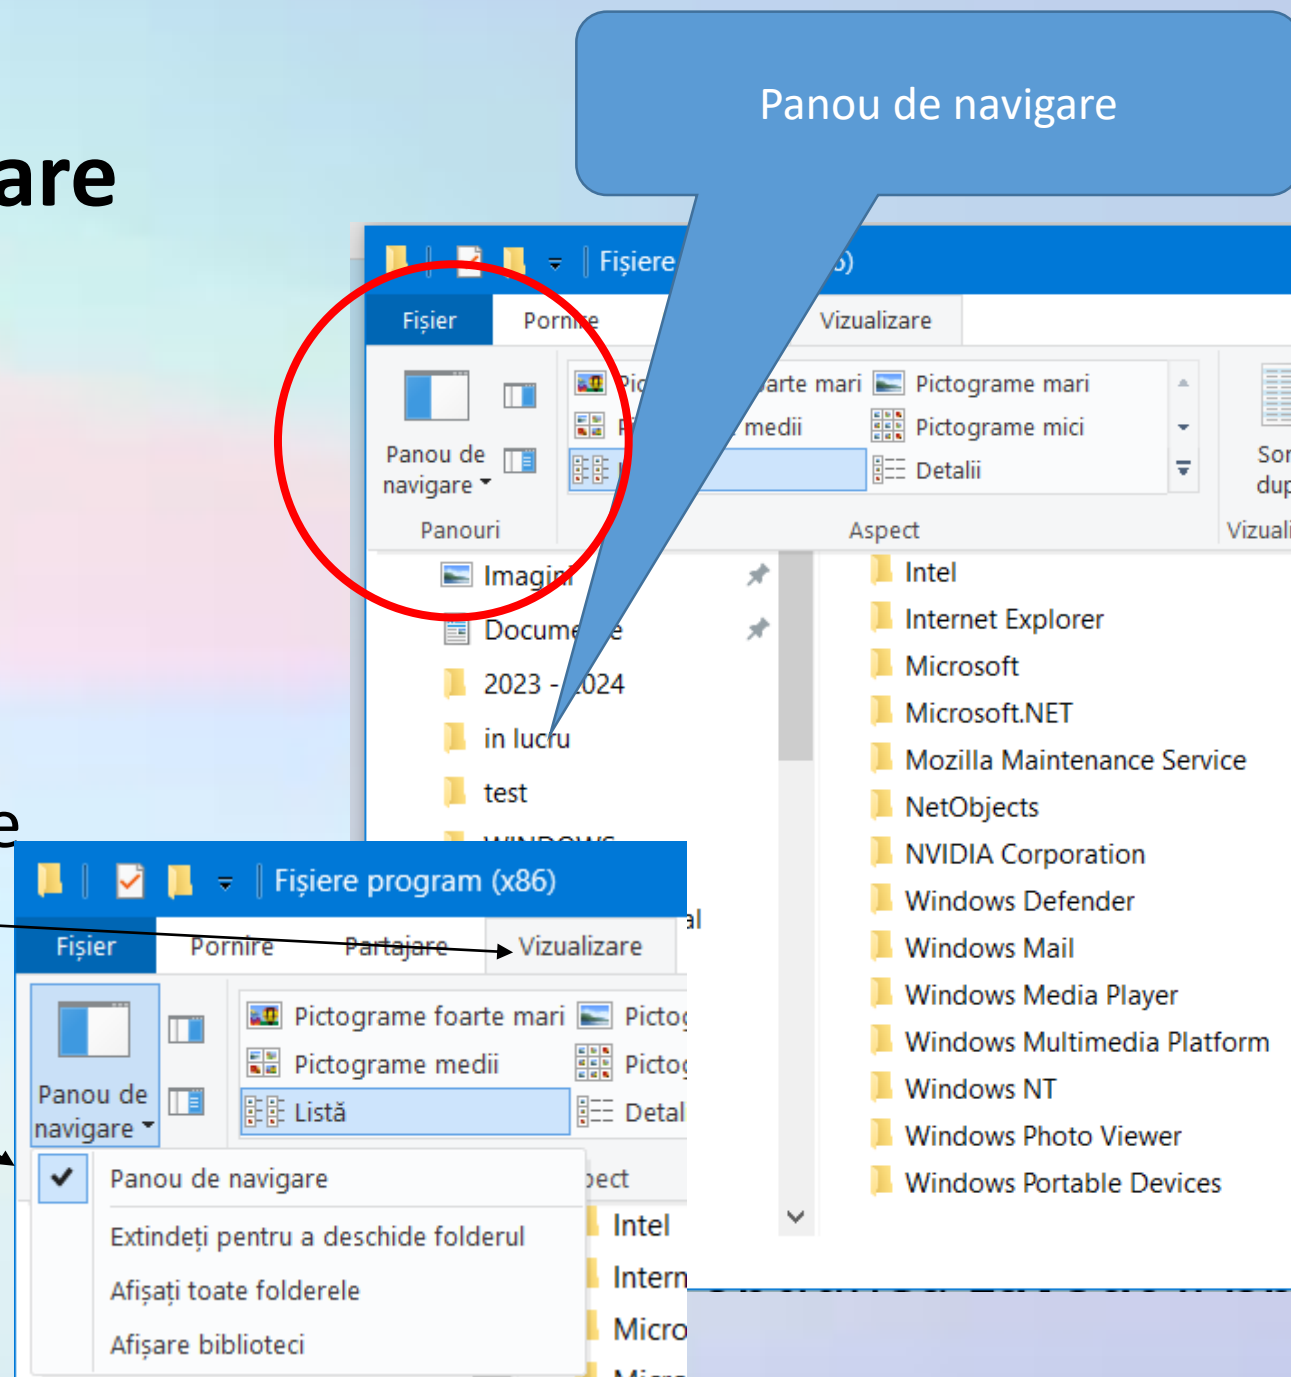 Panou de navigare
are
Fișiere
Fișier
Vizualizare
mari
Pictograme mari
medii
Pictograme mici
Detalii
Panou de
navigare
Panouri
Aspect
Imagini
2023 - 2024
in lucru
test
Intel
Internet Explorer
Microsoft
Microsoft.NET
Mozilla Maintenance Service
NetObjects
NVIDIA Corporation
Windows Defender
Windows Mail
Windows Media Player
Windows Multimedia Platform
Windows NT
Windows Photo Viewer
Windows Portable Devices
e
Fișiere program (x86)
Fișier
Pornire
Partajare
Vizualizare
Pictograme foarte mari
Pictograme medii
Listă
Panou de
navigare
Panou de navigare
Extindeți pentru a deschide folderul
Afișați toate folderele
Afișare biblioteci
Intel